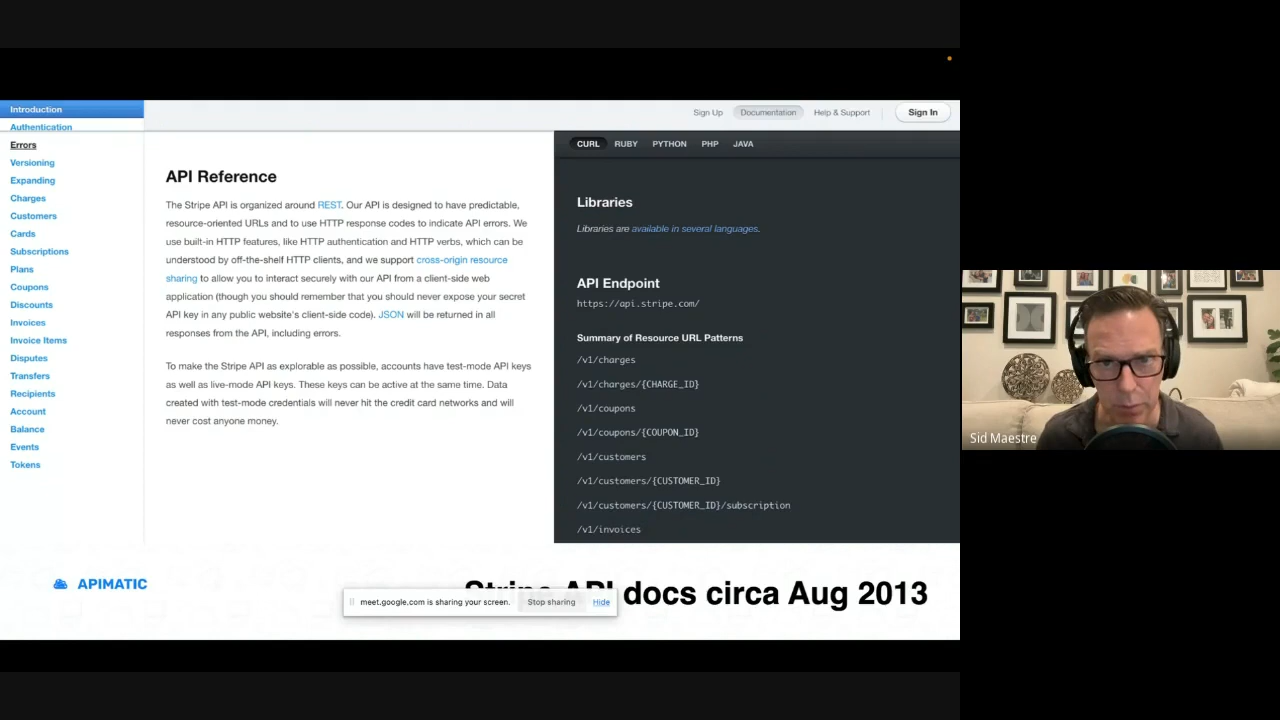 Introduction
Authentication
Errors
Versioning
Expanding
Charges
Customers
Cards
Subscriptions
Plans
Coupons
Discounts
Invoices
Invoice Items
Disputes
Transfers
Recipients
Account
Balance
Events
Tokens
Sign Up
Documentation
Help & Support
Sign In
API Reference
The Stripe API is organized around REST. Our API is designed to have predictable,
resource-oriented URLs and to use HTTP response codes to indicate API errors. We
use built-in HTTP features, like HTTP authentication and HTTP verbs, which can be
understood by off-the-shelf HTTP clients, and we support cross-origin resource
sharing to allow you to interact securely with our API from a client-side web
application (though you should remember that you should never expose your secret
API key in any public website's client-side code). JSON will be returned in all
responses from the API, including errors.
To make the Stripe API as explorable as possible, accounts have test-mode API keys
as well as live-mode API keys. These keys can be active at the same time. Data
created with test-mode credentials will never hit the credit card networks and will
never cost anyone money.
CURL RUBY PYTHON PHP JAVA
Libraries
Libraries are available in several languages.
API Endpoint
https://api.stripe.com/
Summary of Resource URL Patterns
/v1/charges
/v1/charges/{CHARGE_ID}
/v1/coupons
/v1/coupons/{COUPON_ID}
/v1/customers
/v1/customers/{CUSTOMER_ID}
/v1/customers/{CUSTOMER_ID}/subscription
/v1/invoices
APIMATIC
Stripe API docs circa Aug 2013
meet.google.com is sharing your screen. Stop sharing Hide
Sid Maestre